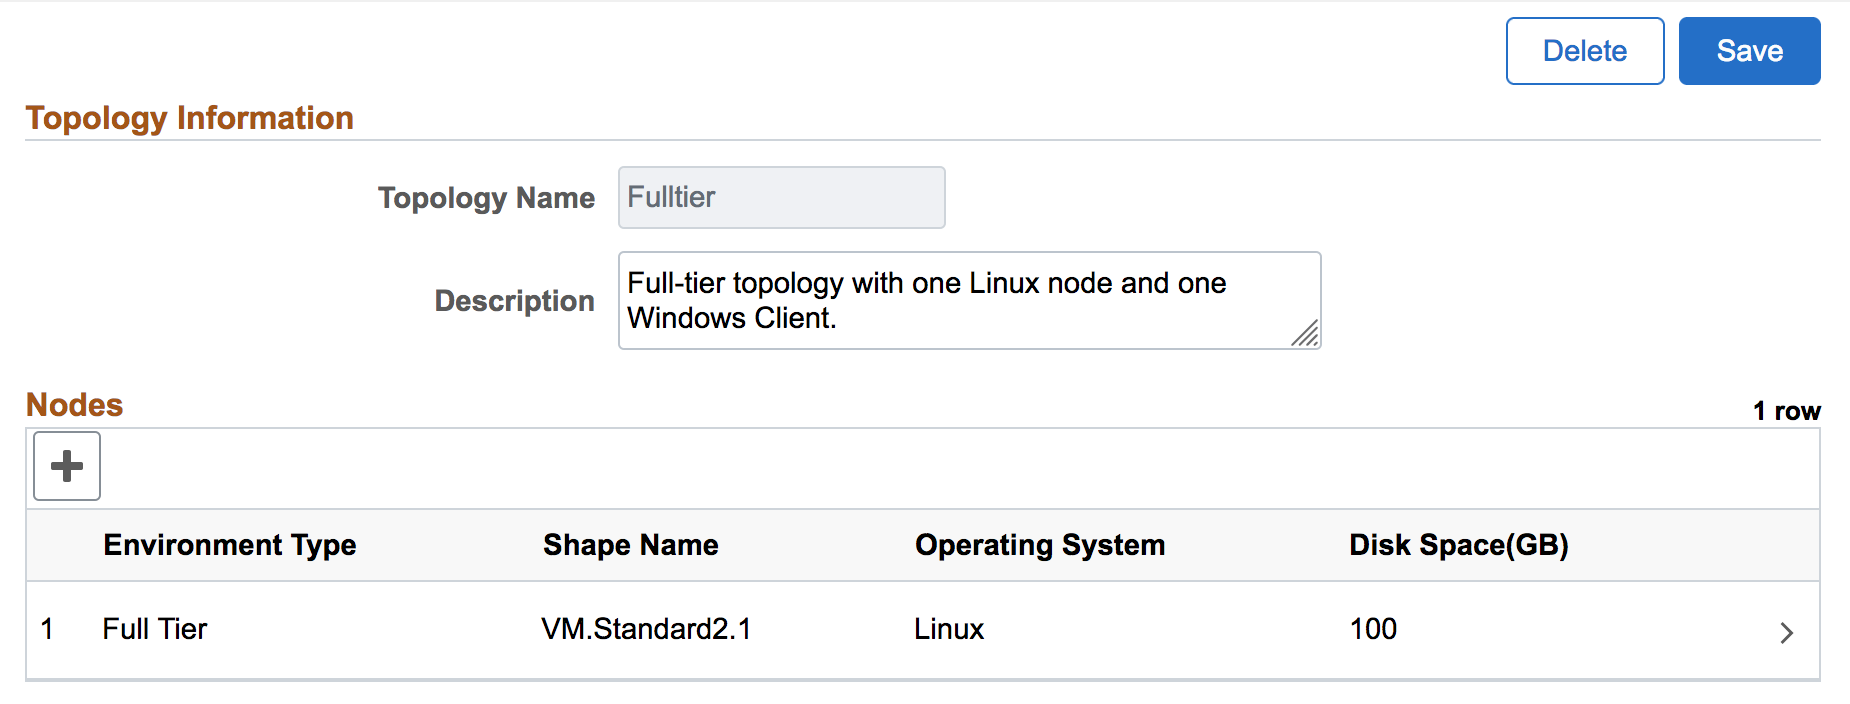 Delete Save
Topology Information
Topology Name Fulltier
Description Full-tier topology with one Linux node and one
Windows Client.
Nodes 1 row
Environment Type Shape Name Operating System Disk Space(GB)
1 Full Tier VM.Standard2.1 Linux 100